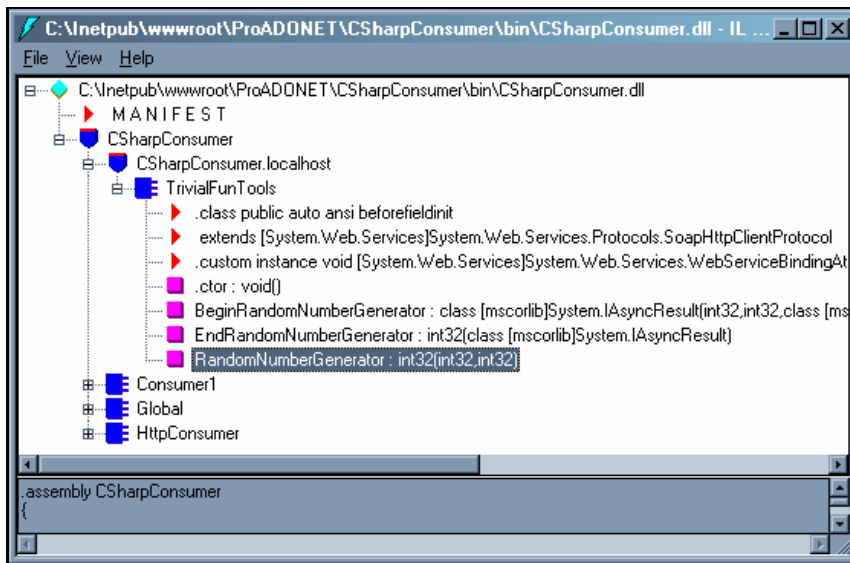 C:\Inetpub\wwwroot\ProADONET\CSharpConsumer\bin\CSharpConsumer.dll - IL ...
File View Help
C:\Inetpub\wwwroot\ProADONET\CSharpConsumer\bin\CSharpConsumer.dll
M A N I F E S T
CSharpConsumer
CSharpConsumer.localhost
TrivialFunTools
.class public auto ansi beforefieldinit
extends [System.Web.Services]System.Web.Services.Protocols.SoapHttpClientProtocol
.custom instance void [System.Web.Services]System.Web.Services.WebServiceBindingAt
.ctor : void()
BeginRandomNumberGenerator : class [mscorlib]System.IAsyncResult(int32,int32,class [ms
EndRandomNumberGenerator : int32(class [mscorlib]System.IAsyncResult)
RandomNumberGenerator : int32(int32,int32)
Consumer1
Global
HttpConsumer
.assembly CSharpConsumer
{